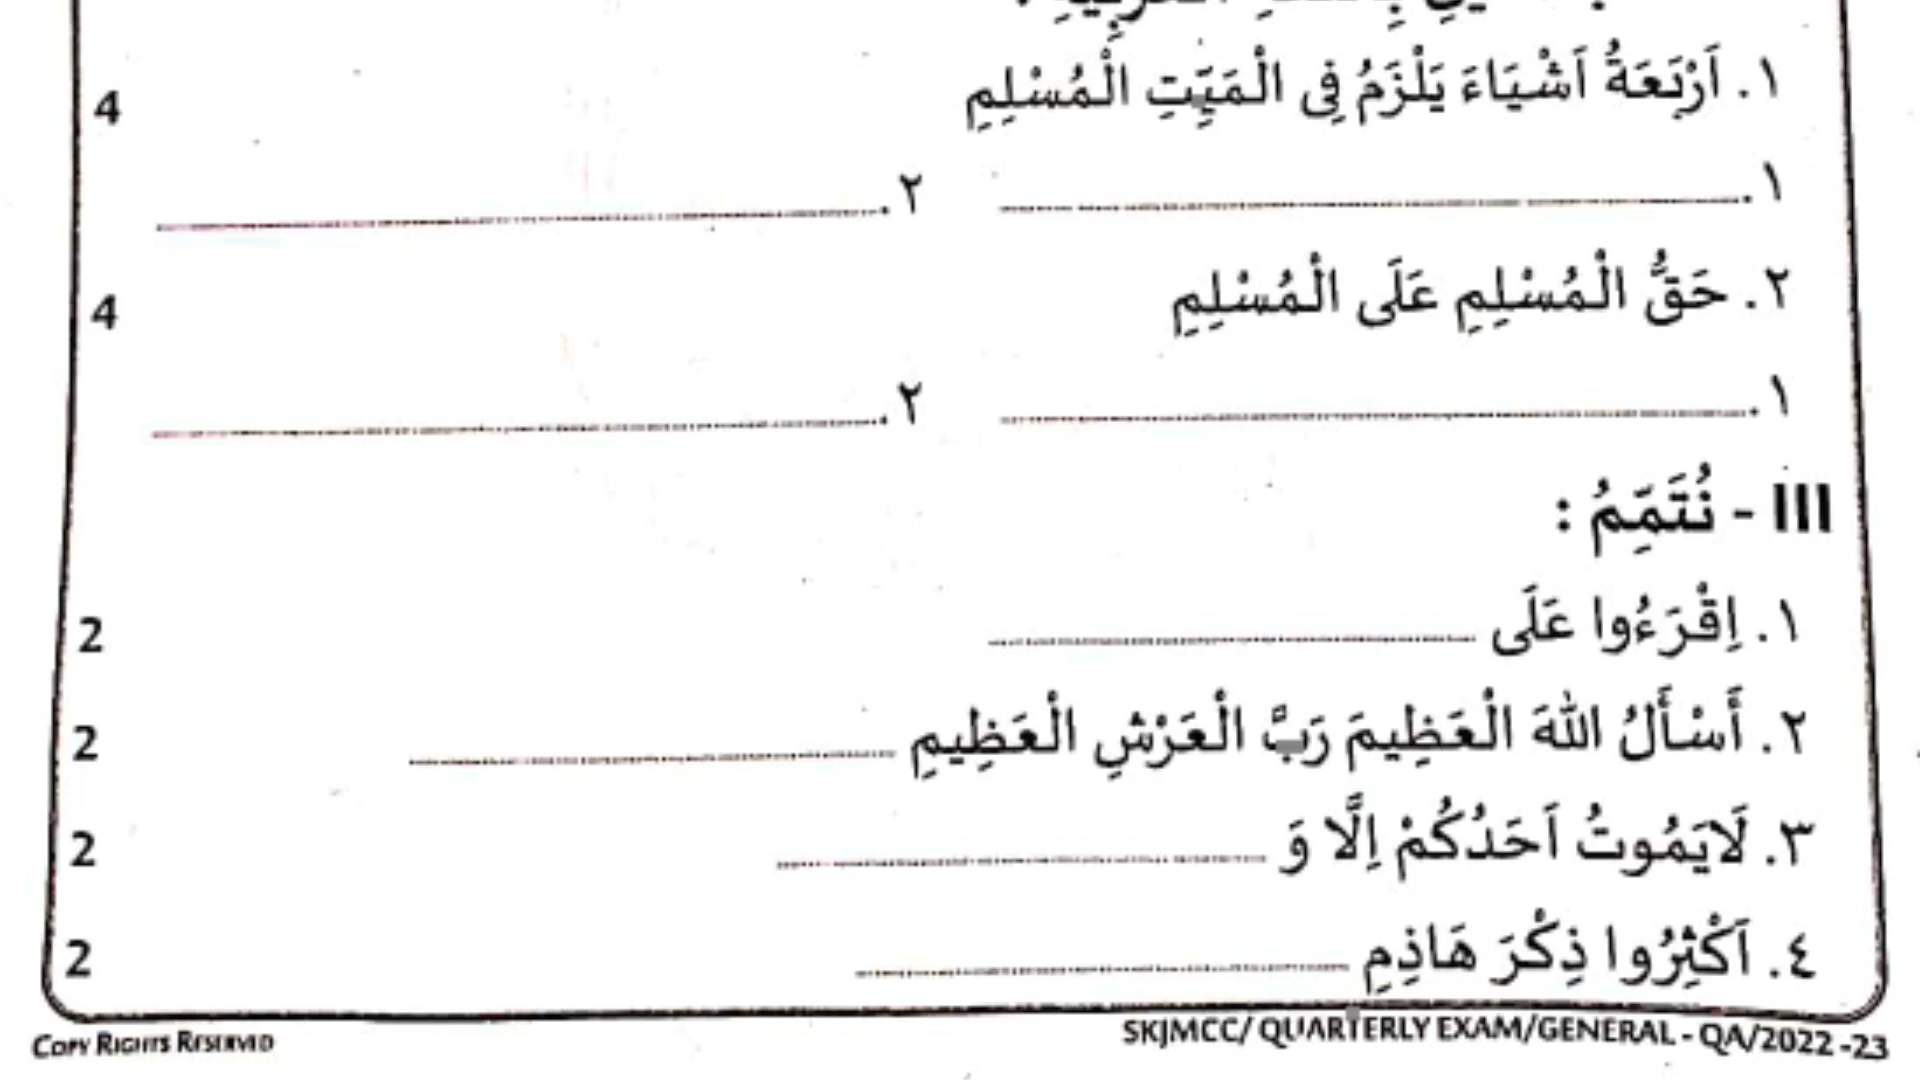 ١. اَرْبَعَةُ اَشْيَاءَ يَلْزَمُ فِى الْمَيِّتِ الْمُسْلِمِ 4
١. .................... ٢. ....................
٢. حَقُّ الْمُسْلِمِ عَلَى الْمُسْلِمِ 4
١. .................... ٢. ....................
III - نُتَمِّمُ :
١. اِقْرَءُوا عَلَى .................... 2
٢. أَسْأَلُ اللهَ الْعَظِيمَ رَبَّ الْعَرْشِ الْعَظِيمِ .................... 2
٣. لَايَمُوتُ اَحَدُكُمْ اِلَّا وَ .................... 2
٤. اَكْثِرُوا ذِكْرَ هَاذِمِ .................... 2
COPY RIGHTS RESERVED SKJMCC/ QUARTERLY EXAM/GENERAL - QA/2022 -23